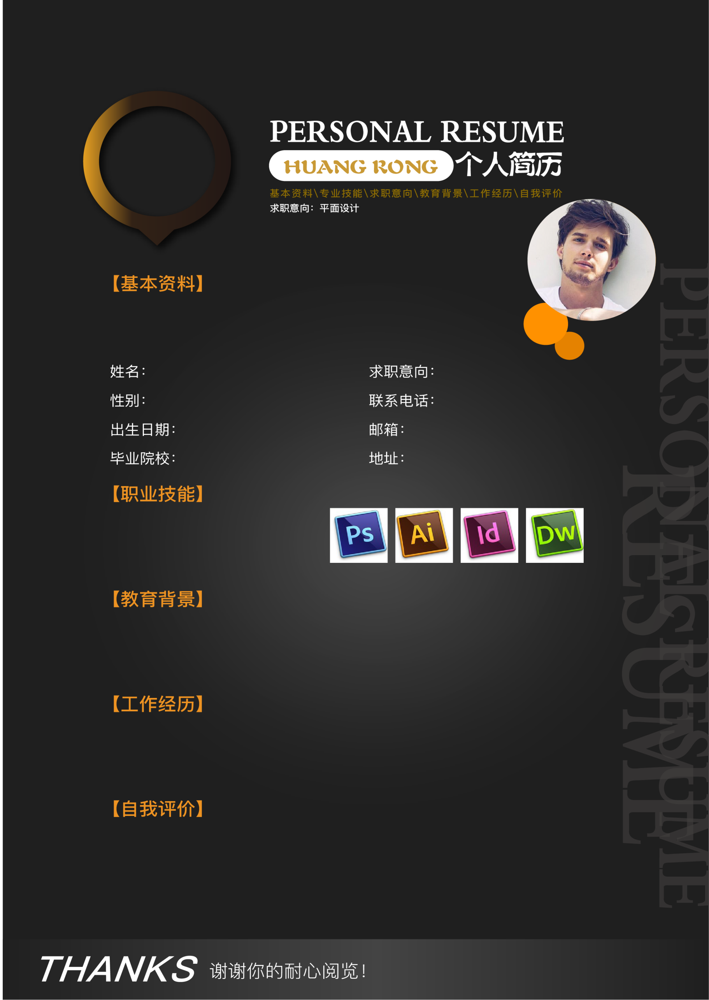 PERSONAL RESUME
HUANG RONG 个人简历
基本资料\专业技能\求职意向\教育背景\工作经历\自我评价
求职意向：平面设计
【基本资料】
姓名：
求职意向：
性别：
联系电话：
出生日期：
邮箱：
毕业院校：
地址：
【职业技能】
Ps Ai Id Dw
【教育背景】
【工作经历】
【自我评价】
PERSONAL RESUME
RESUME
THANKS 谢谢你的耐心阅览！